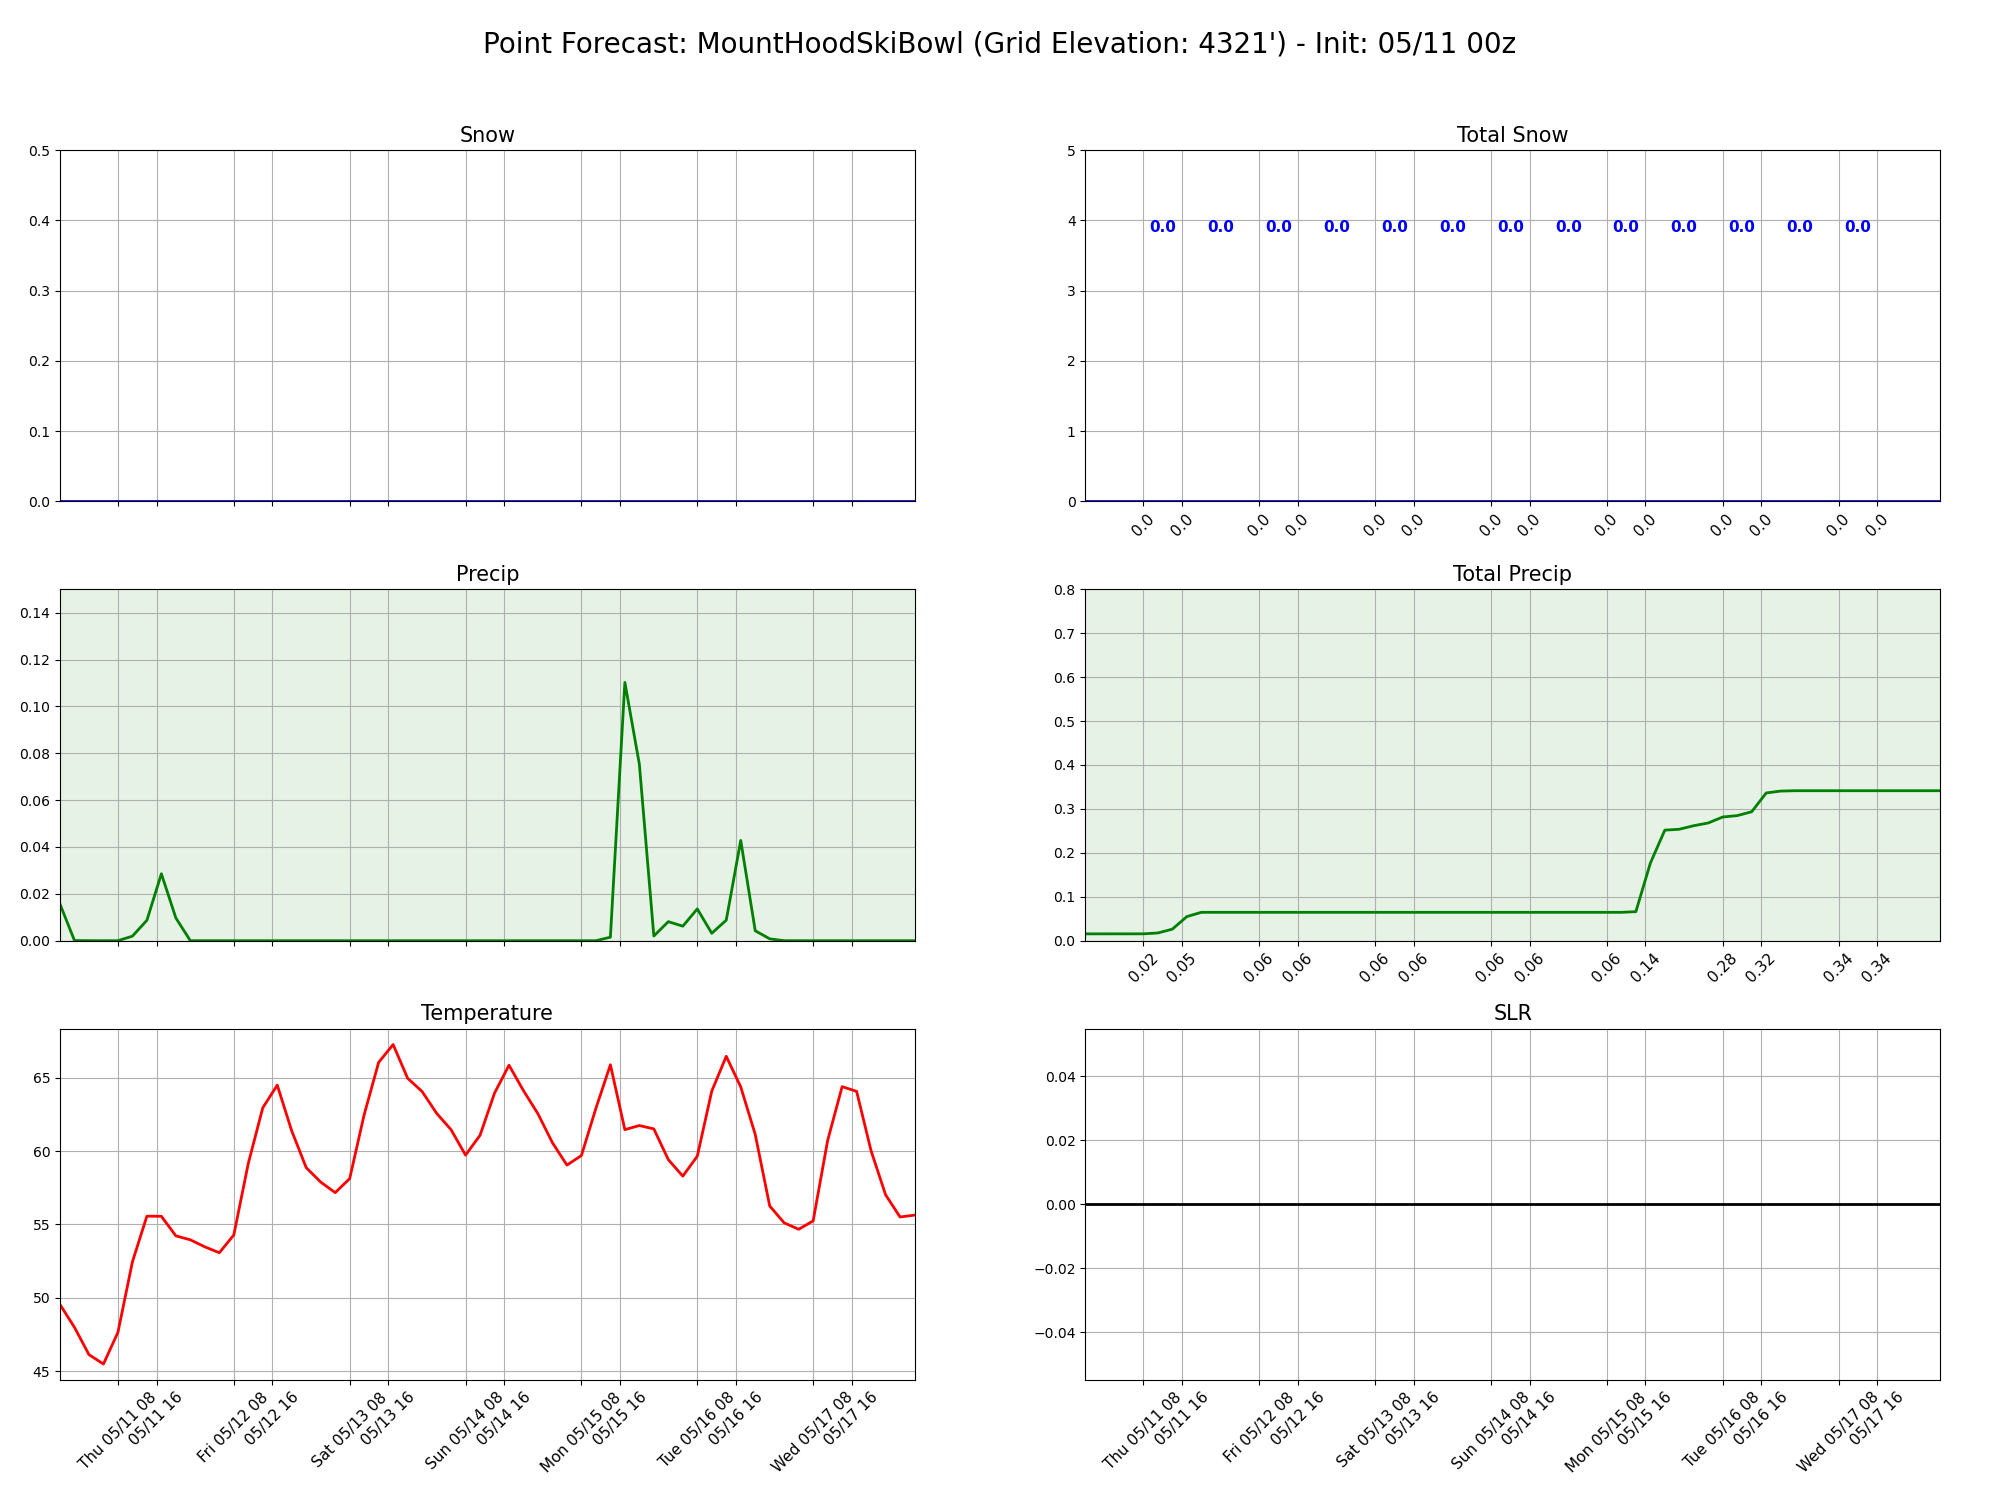 Point Forecast: MountHoodSkiBowl (Grid Elevation: 4321') - Init: 05/11 00z
Snow
0.5
0.4
0.3
0.2
0.1
0.0
Total Snow
5
4
3
2
1
0
0.0 0.0 0.0 0.0 0.0 0.0 0.0 0.0 0.0 0.0 0.0 0.0 0.0
0.0 0.0 0.0 0.0 0.0 0.0 0.0 0.0 0.0 0.0 0.0 0.0 0.0 0.0
Precip
0.14
0.12
0.10
0.08
0.06
0.04
0.02
0.00
Total Precip
0.8
0.7
0.6
0.5
0.4
0.3
0.2
0.1
0.0
0.02 0.05 0.06 0.06 0.06 0.06 0.06 0.06 0.06 0.14 0.28 0.32 0.34 0.34
Temperature
65
60
55
50
45
Thu 05/11 08
05/11 16
Fri 05/12 08
05/12 16
Sat 05/13 08
05/13 16
Sun 05/14 08
05/14 16
Mon 05/15 08
05/15 16
Tue 05/16 08
05/16 16
Wed 05/17 08
05/17 16
SLR
0.04
0.02
0.00
−0.02
−0.04
Thu 05/11 08
05/11 16
Fri 05/12 08
05/12 16
Sat 05/13 08
05/13 16
Sun 05/14 08
05/14 16
Mon 05/15 08
05/15 16
Tue 05/16 08
05/16 16
Wed 05/17 08
05/17 16